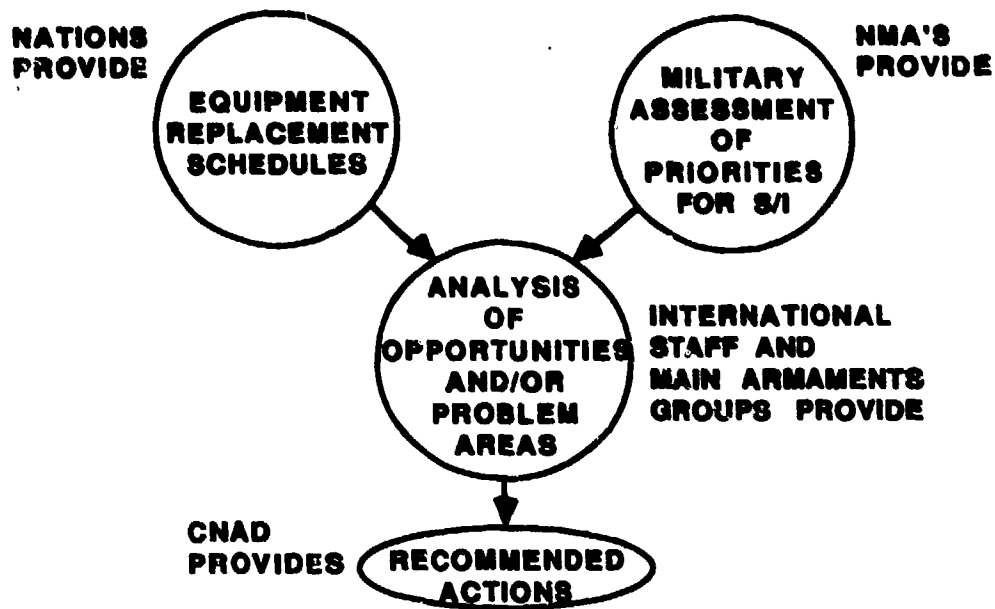 NATIONS
PROVIDE
EQUIPMENT
REPLACEMENT
SCHEDULES
NMA'S
PROVIDE
MILITARY
ASSESSMENT
OF
PRIORITIES
FOR S/I
ANALYSIS
OF
OPPORTUNITIES
AND/OR
PROBLEM
AREAS
INTERNATIONAL
STAFF AND
MAIN ARMAMENTS
GROUPS PROVIDE
CNAD
PROVIDES
RECOMMENDED
ACTIONS